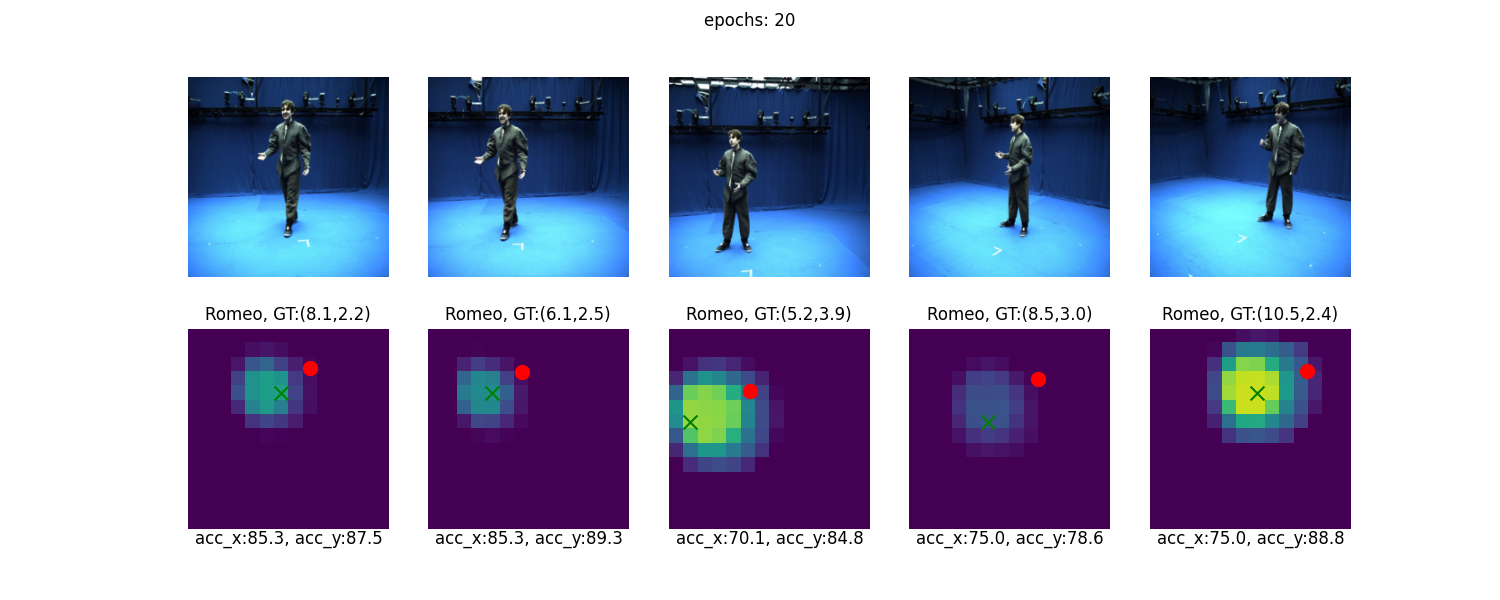 epochs: 20
Romeo, GT:(8.1,2.2)
Romeo, GT:(6.1,2.5)
Romeo, GT:(5.2,3.9)
Romeo, GT:(8.5,3.0)
Romeo, GT:(10.5,2.4)
acc_x:85.3, acc_y:87.5
acc_x:85.3, acc_y:89.3
acc_x:70.1, acc_y:84.8
acc_x:75.0, acc_y:78.6
acc_x:75.0, acc_y:88.8